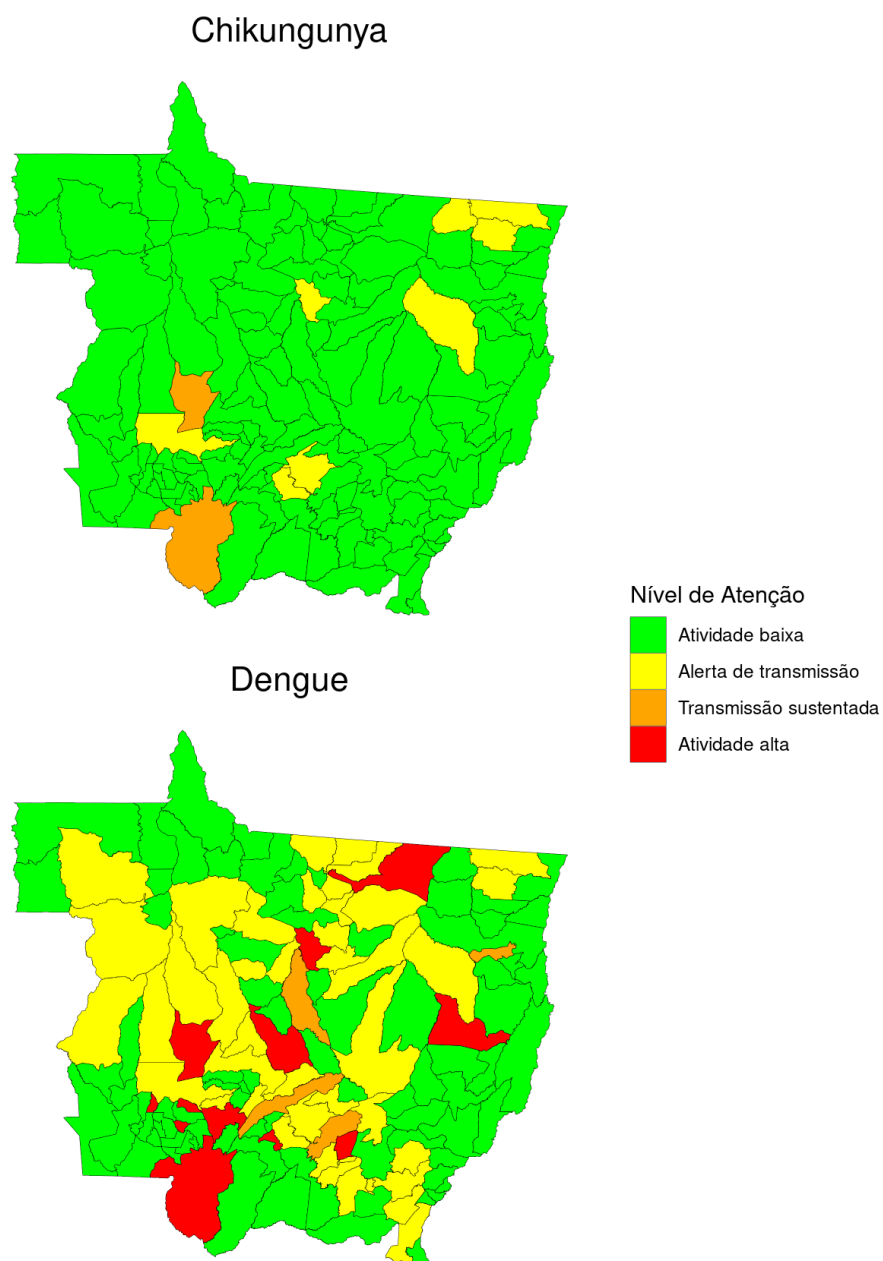 Chikungunya
Nível de Atenção
Atividade baixa
Alerta de transmissão
Transmissão sustentada
Atividade alta
Dengue